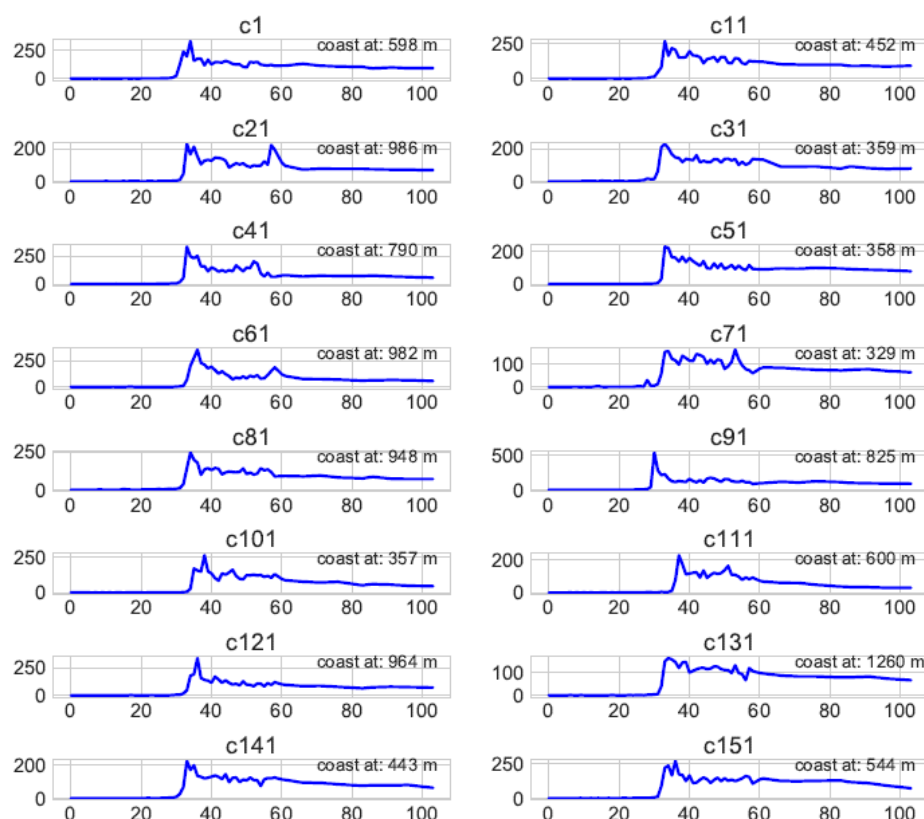 c1
coast at: 598 m
250
0
0 20 40 60 80 100
c11
coast at: 452 m
250
0
0 20 40 60 80 100
c21
coast at: 986 m
200
0
0 20 40 60 80 100
c31
coast at: 359 m
200
0
0 20 40 60 80 100
c41
coast at: 790 m
250
0
0 20 40 60 80 100
c51
coast at: 358 m
200
0
0 20 40 60 80 100
c61
coast at: 982 m
250
0
0 20 40 60 80 100
c71
coast at: 329 m
100
0
0 20 40 60 80 100
c81
coast at: 948 m
250
0
0 20 40 60 80 100
c91
coast at: 825 m
500
0
0 20 40 60 80 100
c101
coast at: 357 m
250
0
0 20 40 60 80 100
c111
coast at: 600 m
200
0
0 20 40 60 80 100
c121
coast at: 964 m
250
0
0 20 40 60 80 100
c131
coast at: 1260 m
100
0
0 20 40 60 80 100
c141
coast at: 443 m
200
0
0 20 40 60 80 100
c151
coast at: 544 m
250
0
0 20 40 60 80 100